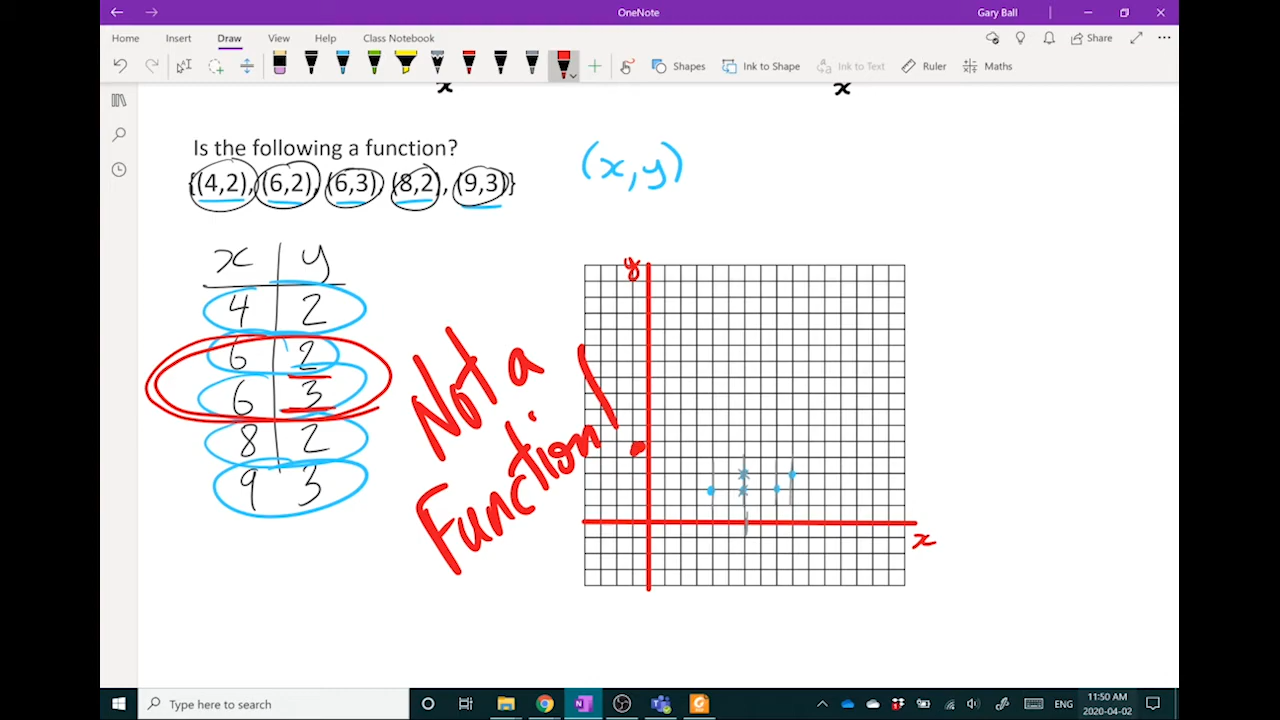 OneNote
Gary Ball
Home Insert Draw View Help Class Notebook
Share
Shapes Ink to Shape Ink to Text Ruler Maths
x x
Is the following a function?
{(4,2), (6,2), (6,3), (8,2), (9,3)}
(x,y)
x y
4 2
6 2
6 3
8 2
9 3
Not a
Function!
y
x
Type here to search
ENG
11:50 AM
2020-04-02